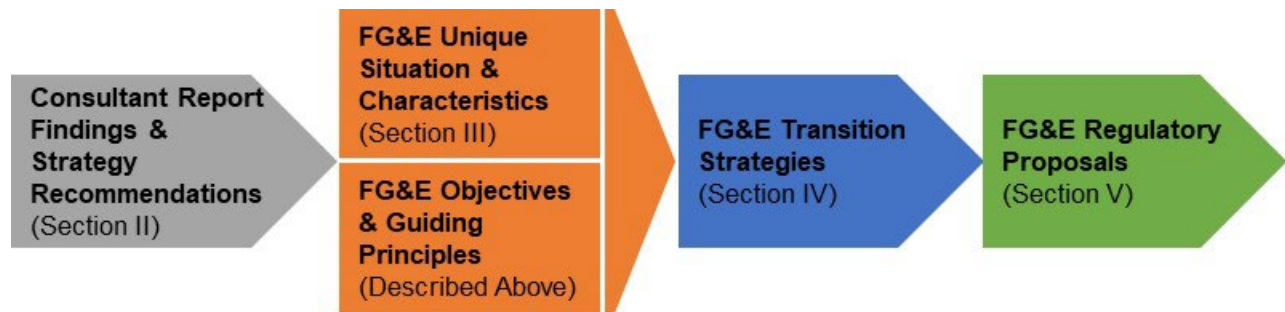 Consultant Report
Findings &
Strategy
Recommendations
(Section II)
FG&E Unique
Situation &
Characteristics
(Section III)
FG&E Objectives
& Guiding
Principles
(Described Above)
FG&E Transition
Strategies
(Section IV)
FG&E Regulatory
Proposals
(Section V)